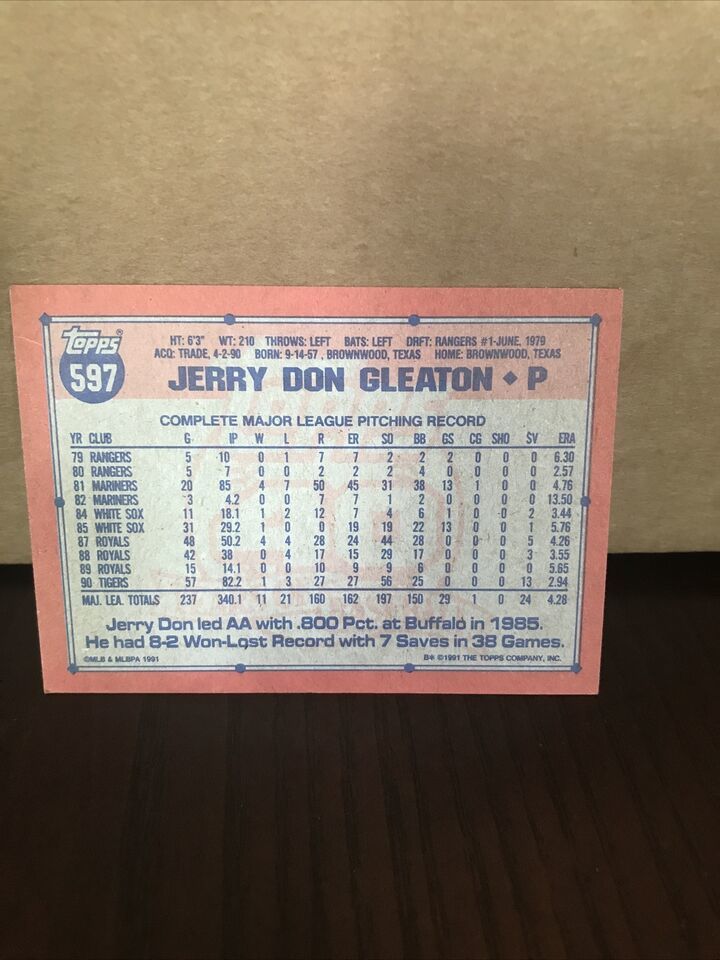 Topps®
597
HT: 6'3" WT: 210 THROWS: LEFT BATS: LEFT DRFT: RANGERS #1-JUNE, 1979
ACQ: TRADE, 4-2-90 BORN: 9-14-57, BROWNWOOD, TEXAS HOME: BROWNWOOD, TEXAS
JERRY DON GLEATON ◆ P
COMPLETE MAJOR LEAGUE PITCHING RECORD
YR CLUB G IP W L R ER SO BB GS CG SHO SV ERA
79 RANGERS 5 10 0 1 7 7 2 2 2 0 0 0 6.30
80 RANGERS 5 7 0 0 2 2 2 4 0 0 0 0 2.57
81 MARINERS 20 85 4 7 50 45 31 38 13 1 0 0 4.76
82 MARINERS 3 4.2 0 0 7 7 1 2 0 0 0 0 13.50
84 WHITE SOX 11 18.1 1 2 12 7 4 6 1 0 0 2 3.44
85 WHITE SOX 31 29.2 1 0 0 19 19 22 13 0 0 1 5.76
87 ROYALS 48 50.2 4 4 28 24 44 28 0 0 0 5 4.26
88 ROYALS 42 38 0 4 17 15 29 17 0 0 0 3 3.55
89 ROYALS 15 14.1 0 0 10 9 9 6 0 0 0 0 5.65
90 TIGERS 57 82.2 1 3 27 27 56 25 0 0 0 13 2.94
MAJ. LEA. TOTALS 237 340.1 11 21 160 162 197 150 29 1 0 24 4.28
Jerry Don led AA with .800 Pct. at Buffalo in 1985.
He had 8-2 Won-Lost Record with 7 Saves in 38 Games.
©MLB & MLBPA 1991 B* ©1991 THE TOPPS COMPANY, INC.